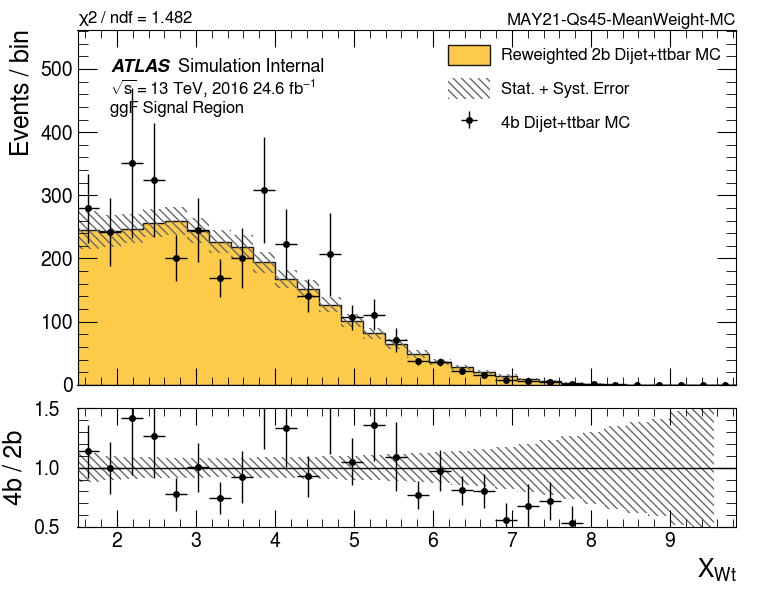 χ2 / ndf = 1.482
MAY21-Qs45-MeanWeight-MC
Events / bin
500
400
300
200
100
0
ATLAS Simulation Internal
√s = 13 TeV, 2016 24.6 fb⁻¹
ggF Signal Region
Reweighted 2b Dijet+ttbar MC
Stat. + Syst. Error
4b Dijet+ttbar MC
4b / 2b
1.5
1.0
0.5
2 3 4 5 6 7 8 9
X_Wt